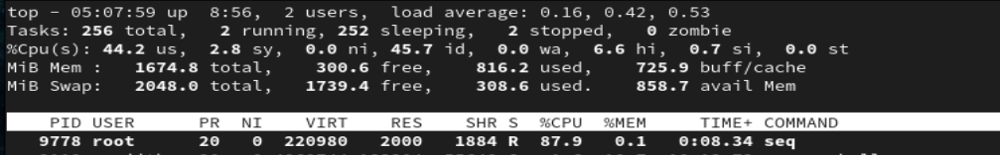 top - 05:07:59 up  8:56,  2 users,  load average: 0.16, 0.42, 0.53
Tasks: 256 total,   2 running, 252 sleeping,   2 stopped,   0 zombie
%Cpu(s): 44.2 us,  2.8 sy,  0.0 ni, 45.7 id,  0.0 wa,  6.6 hi,  0.7 si,  0.0 st
MiB Mem :   1674.8 total,    300.6 free,    816.2 used,    725.9 buff/cache
MiB Swap:   2048.0 total,   1739.4 free,    308.6 used.    858.7 avail Mem
PID USER      PR  NI    VIRT    RES    SHR S  %CPU  %MEM     TIME+ COMMAND
9778 root      20   0  220980   2000   1884 R  87.9   0.1   0:08.34 seq